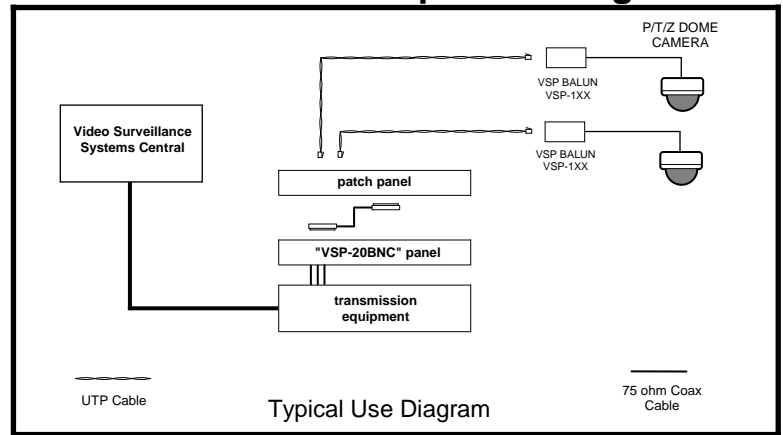 P/T/Z DOME
CAMERA
VSP BALUN
VSP-1XX
Video Surveillance
Systems Central
VSP BALUN
VSP-1XX
patch panel
"VSP-20BNC" panel
transmission
equipment
UTP Cable
Typical Use Diagram
75 ohm Coax
Cable